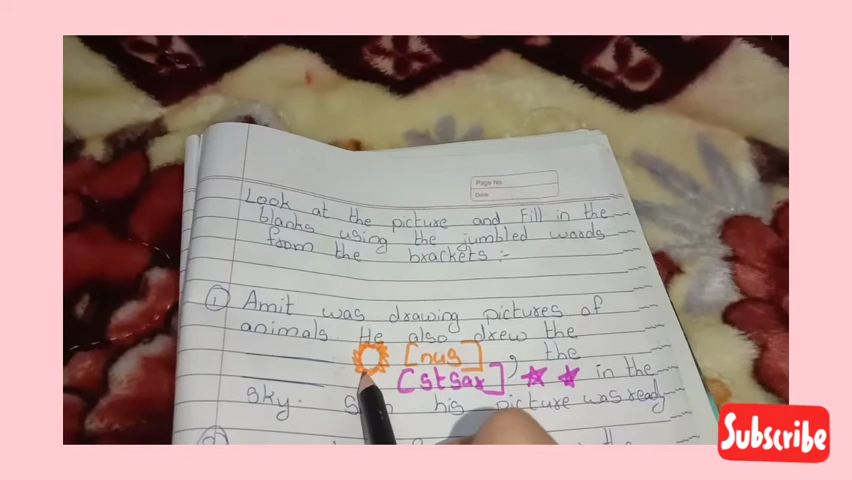 Page No.
Date
Look at the picture and Fill in the
blanks using the jumbled words
from the brackets :-
1 Amit was drawing pictures of
animals. He also drew the
[nus] , the
[stsar] in the
sky. his picture was ready
Subscribe